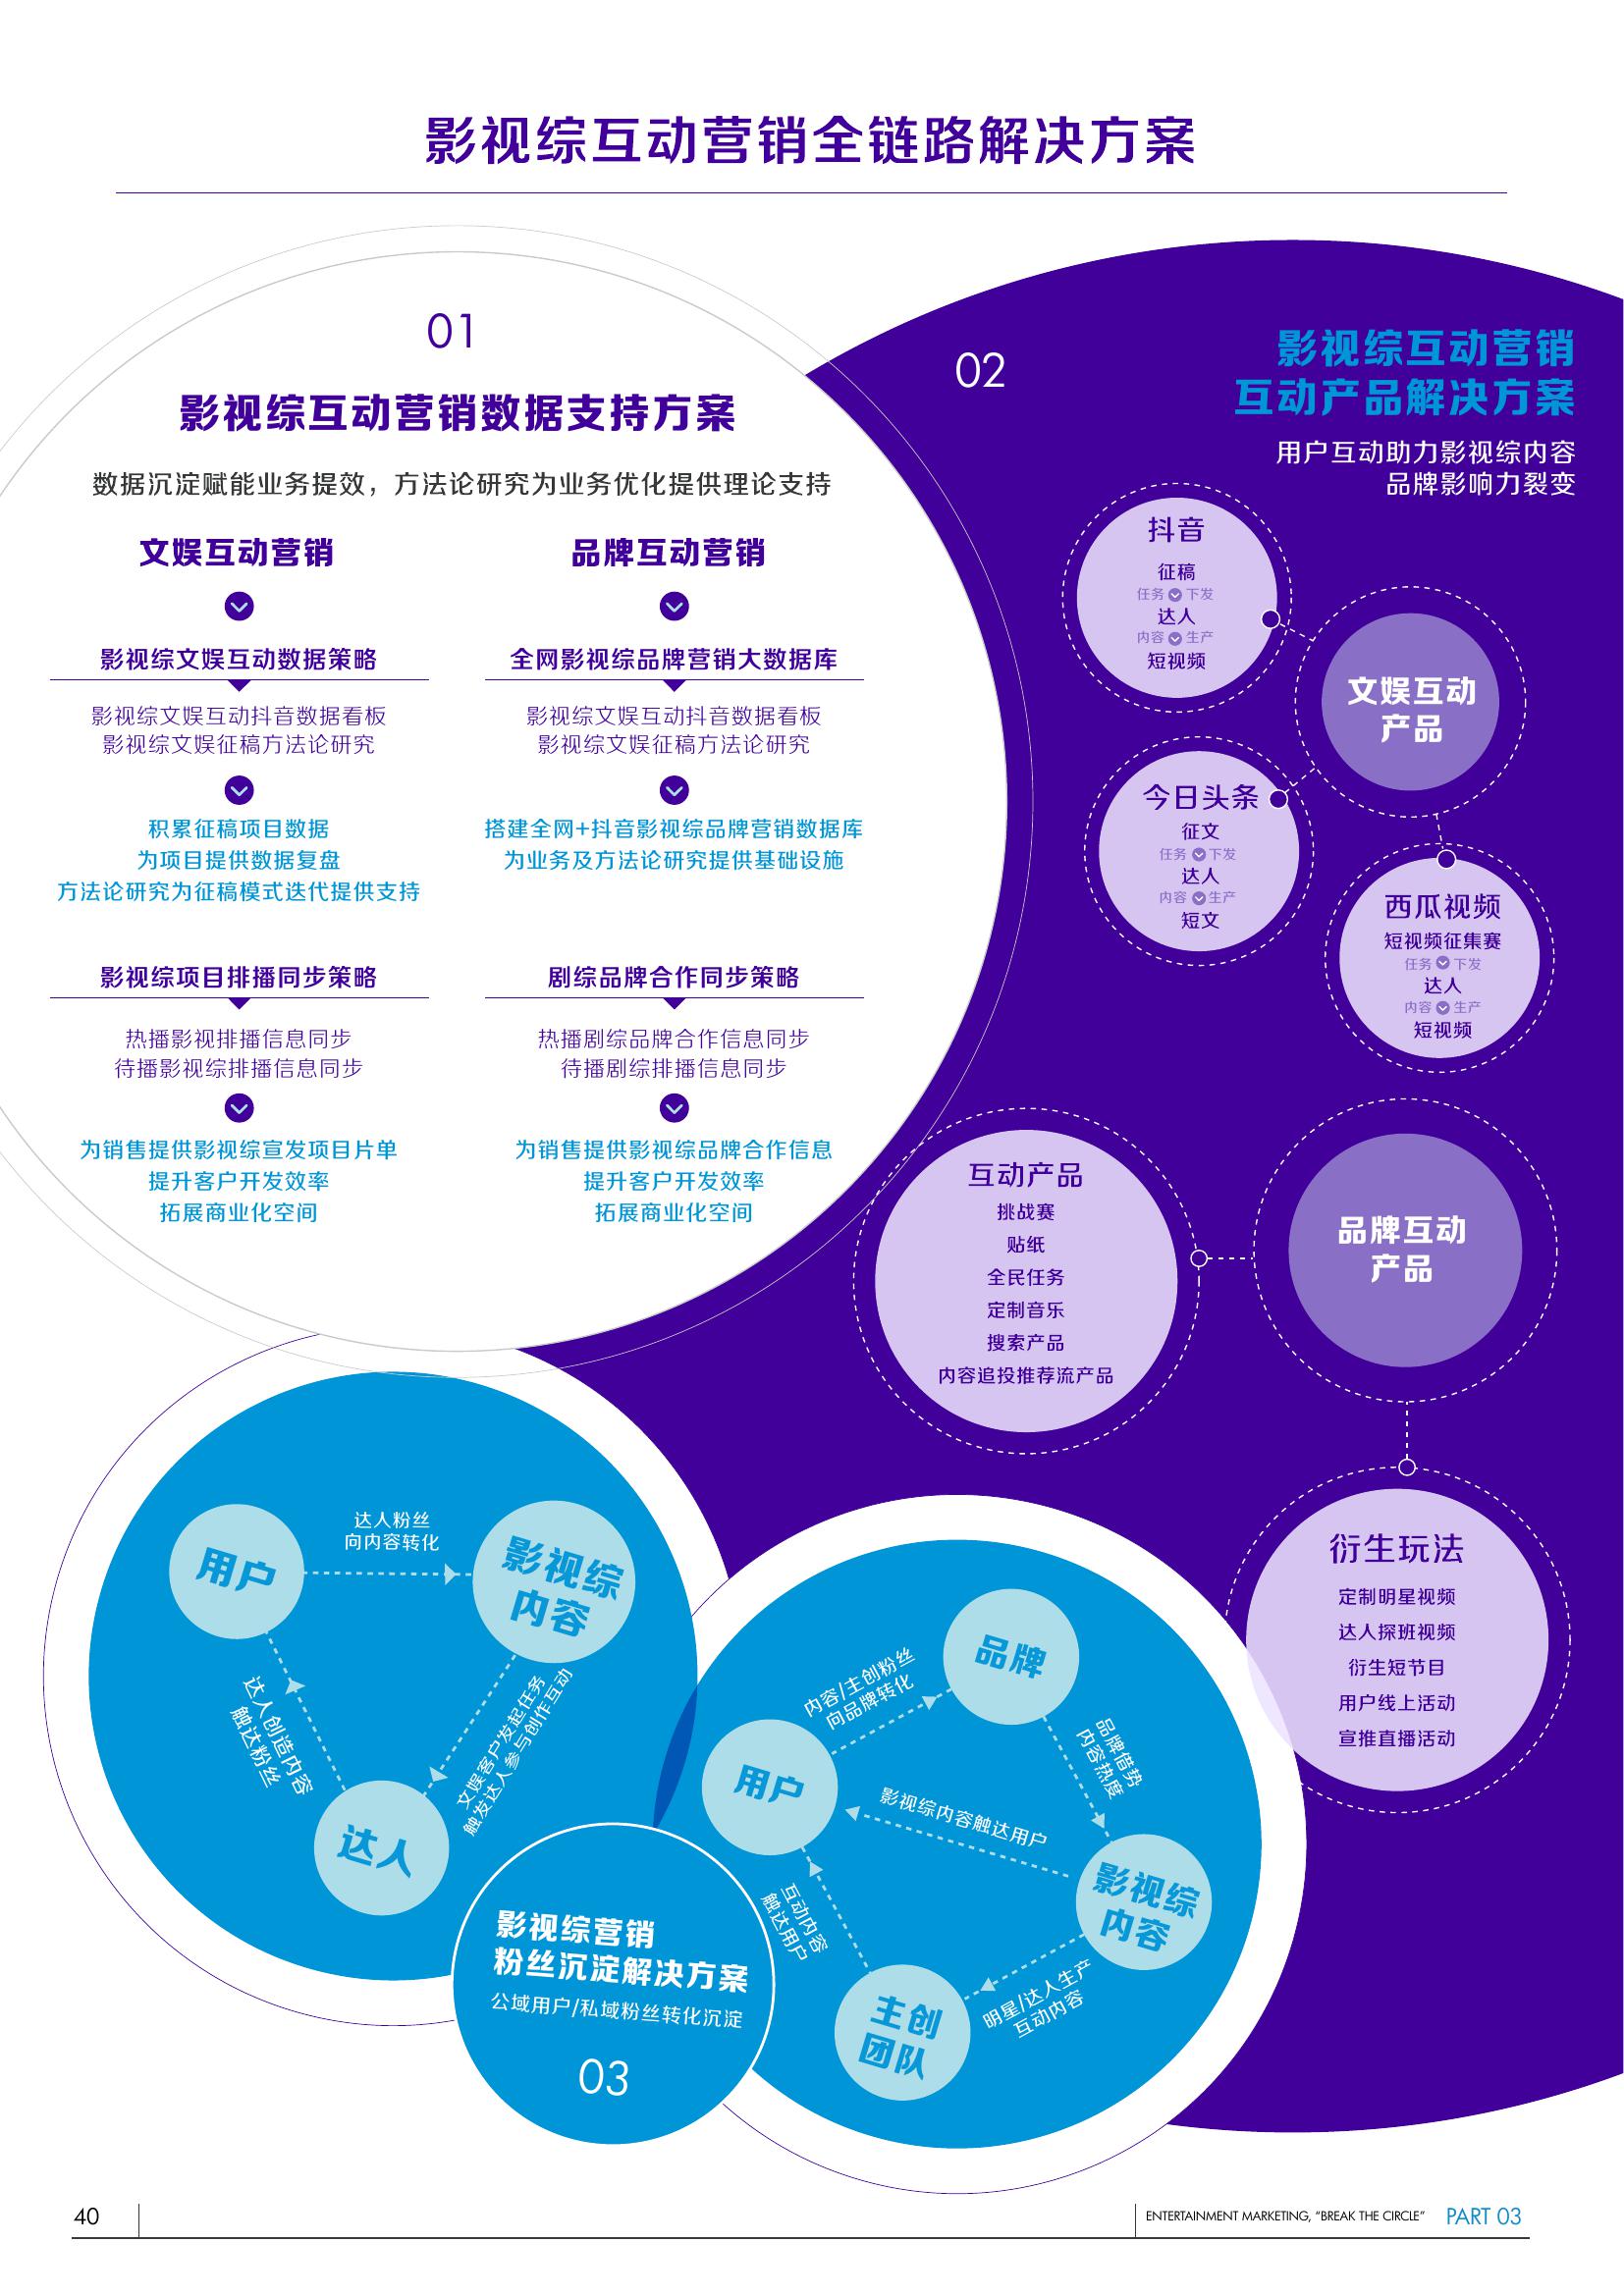 影视综互动营销全链路解决方案
01
影视综互动营销数据支持方案
数据沉淀赋能业务提效，方法论研究为业务优化提供理论支持
文娱互动营销
影视综文娱互动数据策略
影视综文娱互动抖音数据看板
影视综文娱征稿方法论研究
积累征稿项目数据
为项目提供数据复盘
方法论研究为征稿模式迭代提供支持
影视综项目排播同步策略
热播影视排播信息同步
待播影视综排播信息同步
为销售提供影视综宣发项目片单
提升客户开发效率
拓展商业化空间
品牌互动营销
全网影视综品牌营销大数据库
影视综文娱互动抖音数据看板
影视综文娱征稿方法论研究
搭建全网+抖音影视综品牌营销数据库
为业务及方法论研究提供基础设施
剧综品牌合作同步策略
热播剧综品牌合作信息同步
待播剧综排播信息同步
为销售提供影视综品牌合作信息
提升客户开发效率
拓展商业化空间
02
影视综互动营销
互动产品解决方案
用户互动助力影视综内容
品牌影响力裂变
抖音
征稿
任务 下发
达人
内容 生产
短视频
文娱互动
产品
今日头条
征文
任务 下发
达人
内容 生产
短文
西瓜视频
短视频征集赛
任务 下发
达人
内容 生产
短视频
互动产品
挑战赛
贴纸
全民任务
定制音乐
搜索产品
内容追投推荐流产品
品牌互动
产品
衍生玩法
定制明星视频
达人探班视频
衍生短节目
用户线上活动
宣推直播活动
用户
达人粉丝
向内容转化
影视综
内容
文娱客户发起任务
触发达人参与创作互动
达人
达人创造内容
触达粉丝
品牌
内容/主创粉丝
向品牌转化
用户
品牌借势
内容热度
影视综内容触达用户
影视综
内容
互动内容
触达用户
明星/达人生产
互动内容
主创
团队
影视综营销
粉丝沉淀解决方案
公域用户/私域粉丝转化沉淀
03
40
ENTERTAINMENT MARKETING, “BREAK THE CIRCLE” PART 03